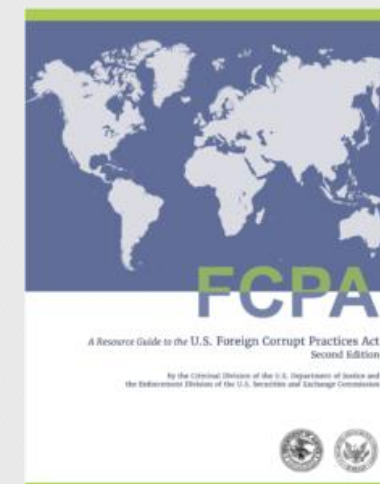 FCPA
A Resource Guide to the U.S. Foreign Corrupt Practices Act
Second Edition
By the Criminal Division of the U.S. Department of Justice and
the Enforcement Division of the U.S. Securities and Exchange Commission